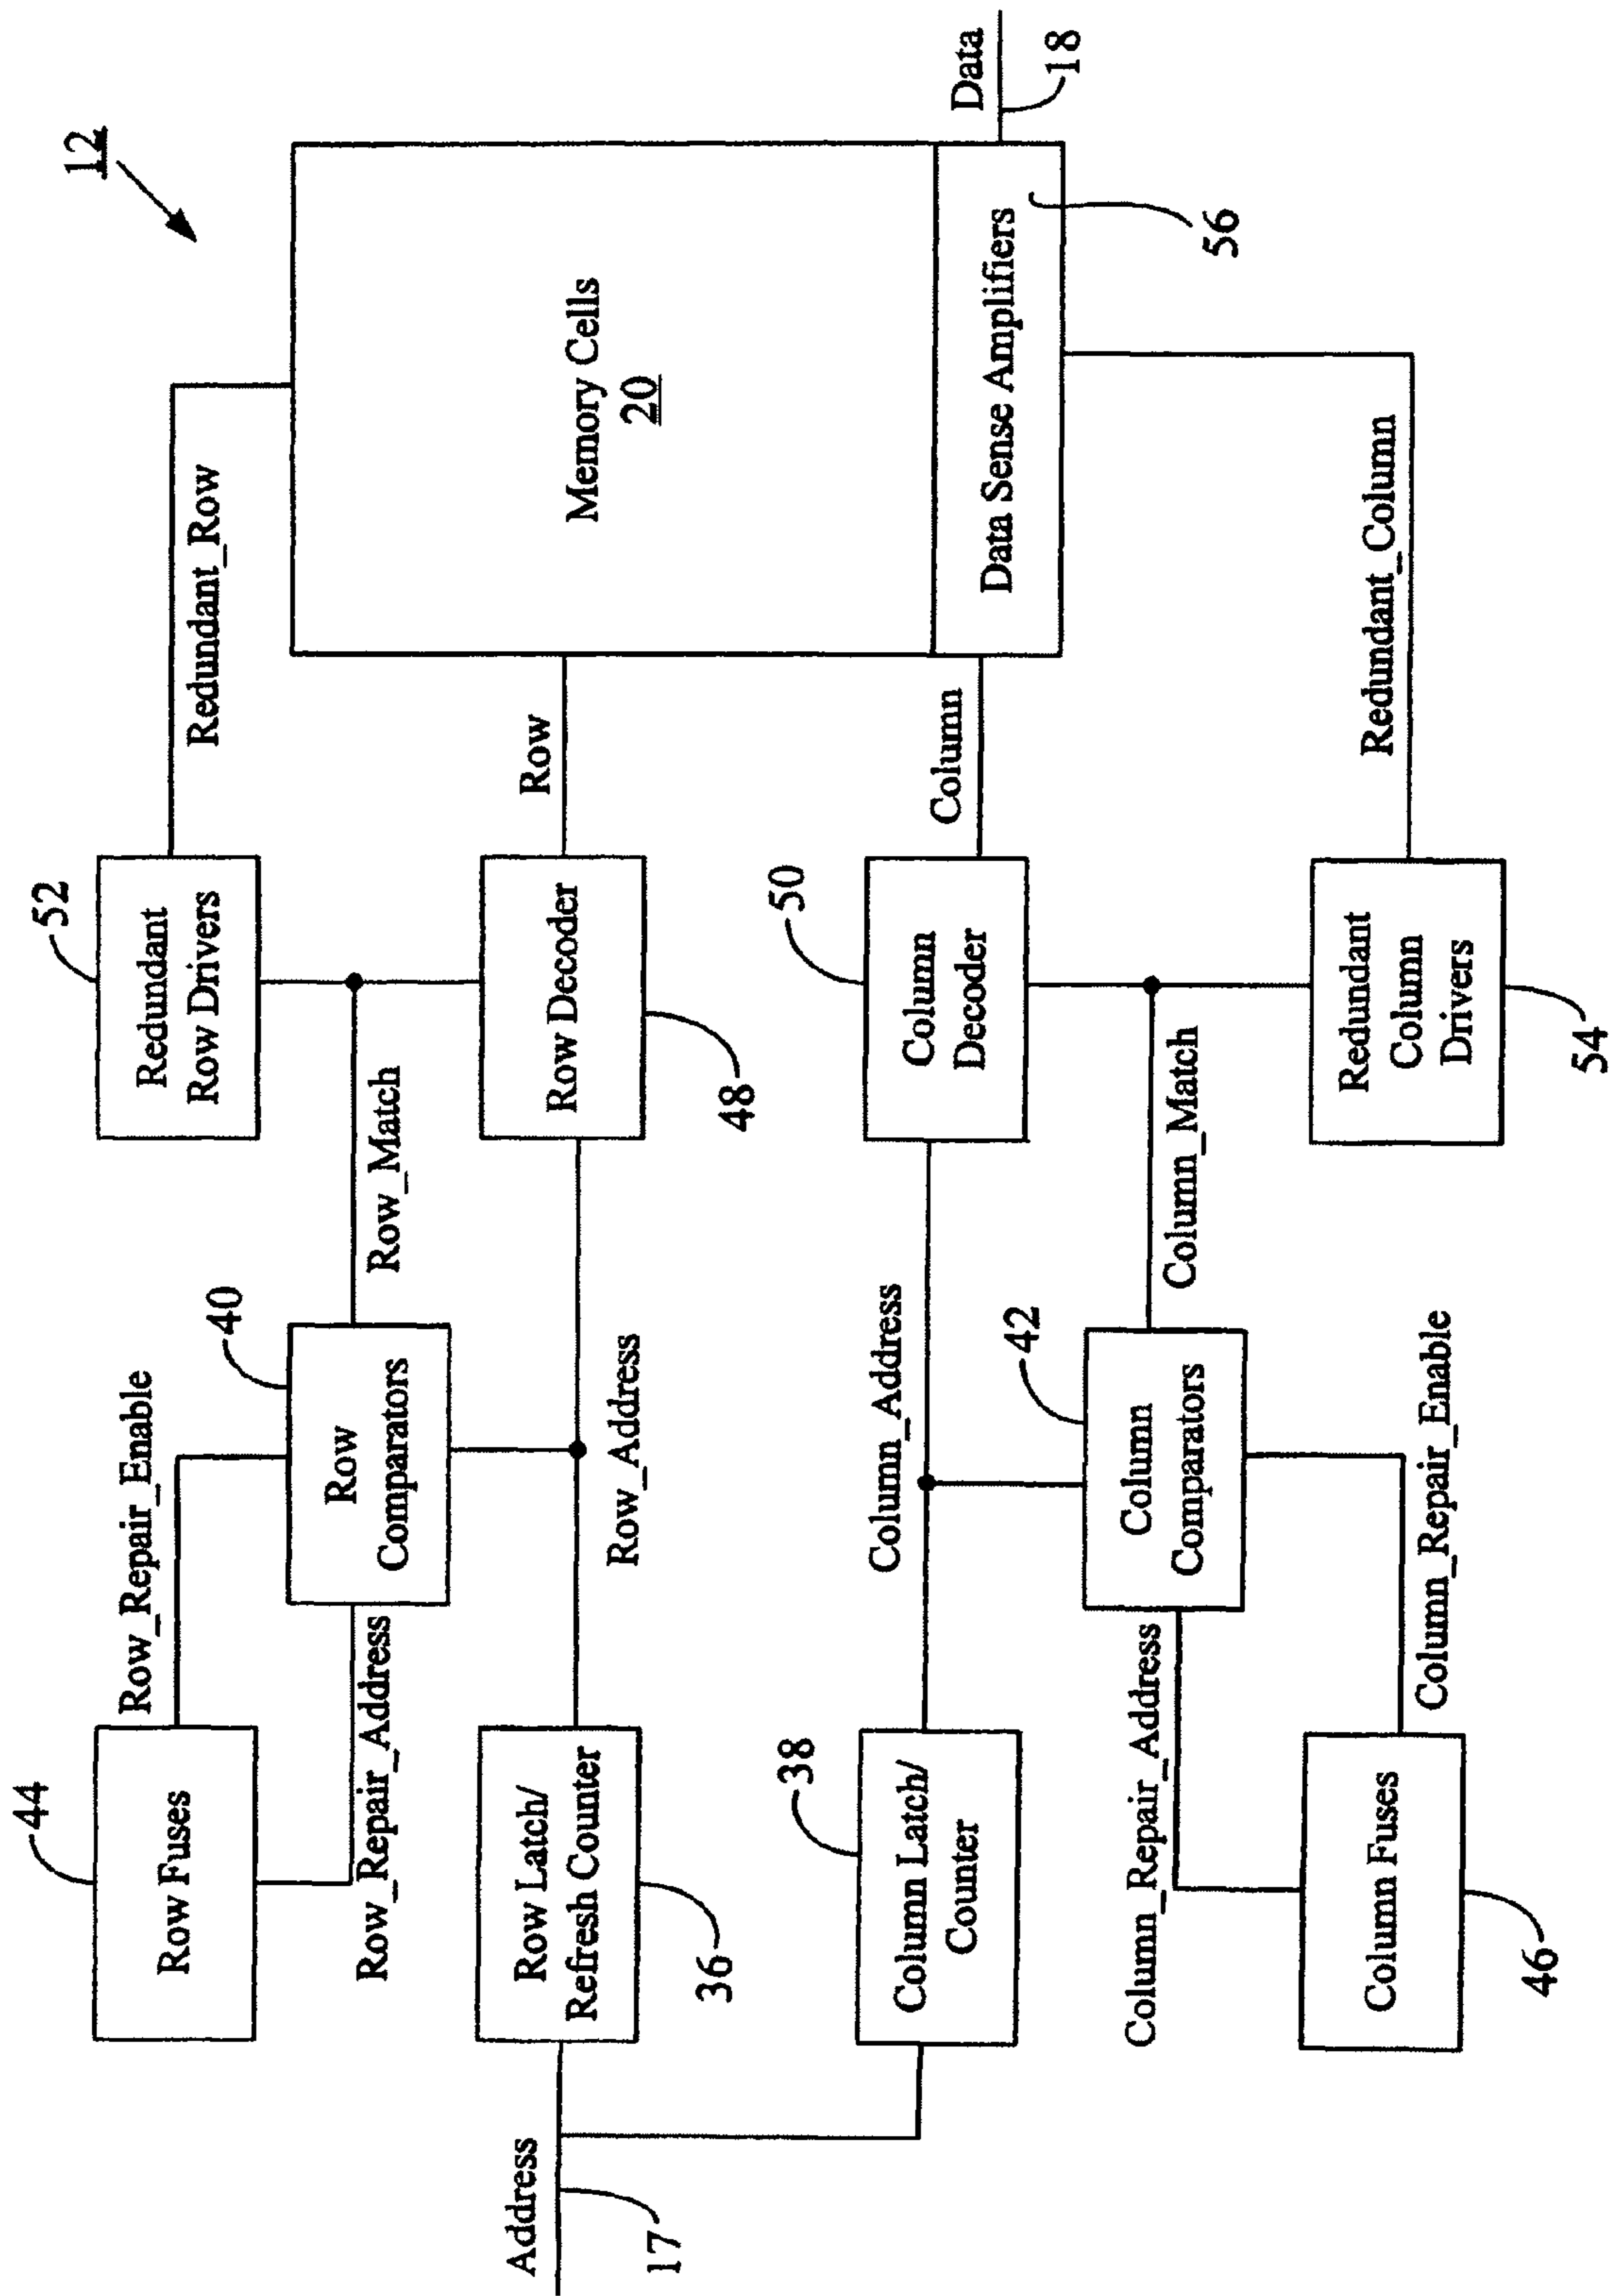 12
44
Row Fuses
Row_Repair_Enable
Row_Repair_Address
40
Row
Comparators
Row_Match
52
Redundant
Row Drivers
Redundant_Row
Address
17
Row Latch/
Refresh Counter
36
Row_Address
Row Decoder
48
Row
Memory Cells
20
38
Column Latch/
Counter
Column_Address
50
Column
Decoder
Column
Data Sense Amplifiers
56
Data
18
Column_Repair_Address
42
Column
Comparators
Column_Match
Column Fuses
46
Column_Repair_Enable
Redundant
Column
Drivers
54
Redundant_Column